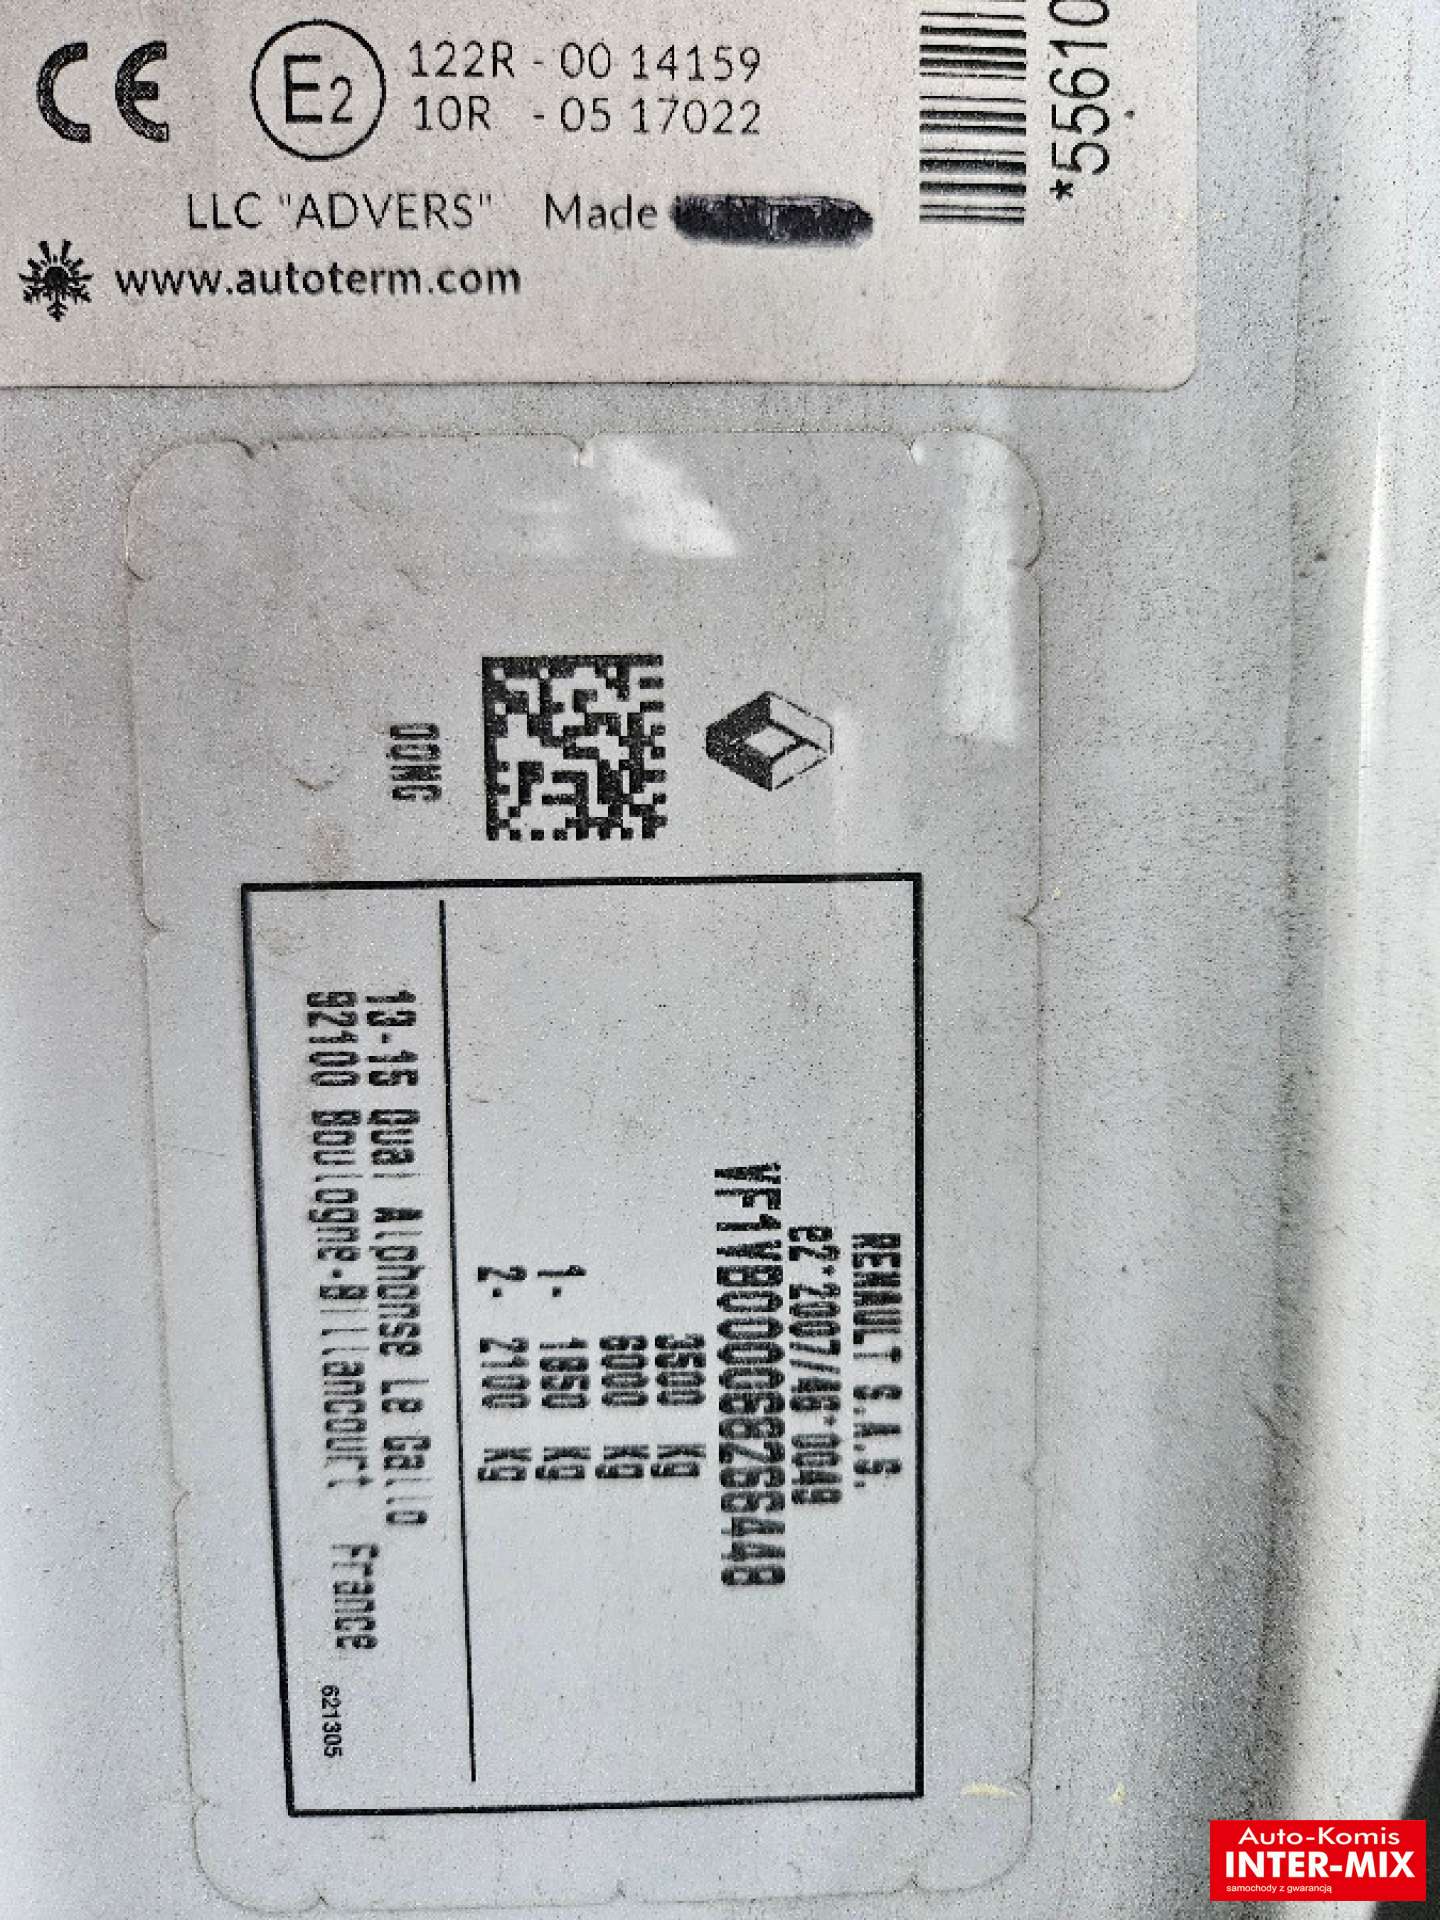 CE E2 122R - 00 14159
10R - 05 17022
LLC "ADVERS" Made
www.autoterm.com
*55610
OONG
RENAULT S.A.S.
e2*2007/46*0049
VF1VB000068266448
3500 kg
6000 kg
1- 1850 kg
2- 2100 kg
13-15 Quai Alphonse Le Gallo
92100 Boulogne-Billancourt France
621305
Auto-Komis
INTER-MIX
samochody z gwarancją